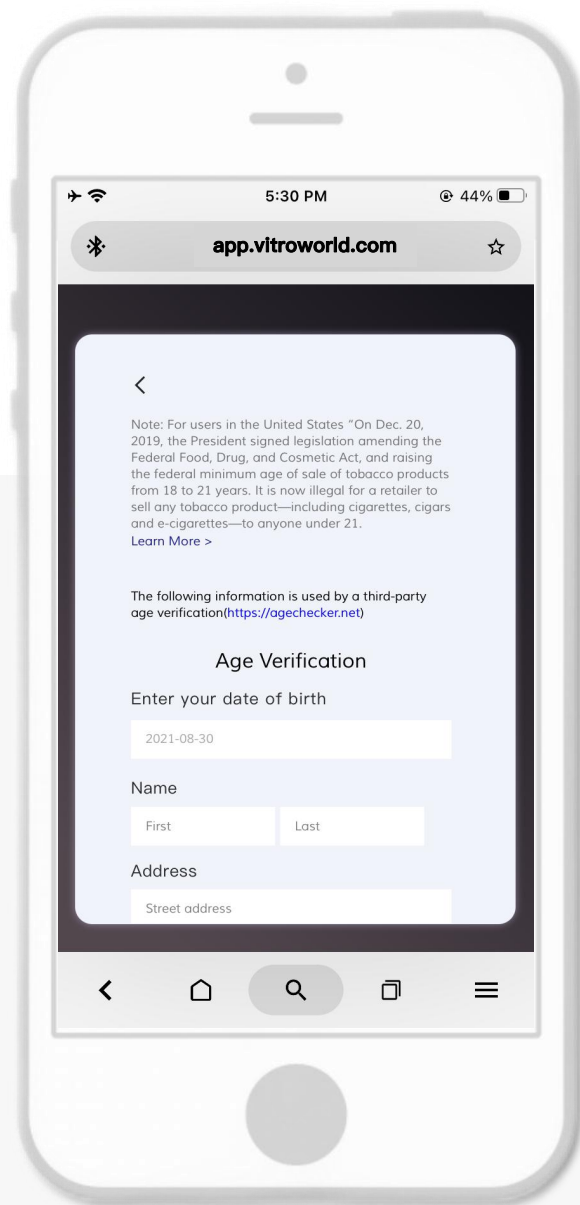 5:30 PM
44%
app.vitroworld.com
Note: For users in the United States “On Dec. 20,
2019, the President signed legislation amending the
Federal Food, Drug, and Cosmetic Act, and raising
the federal minimum age of sale of tobacco products
from 18 to 21 years. It is now illegal for a retailer to
sell any tobacco product—including cigarettes, cigars
and e-cigarettes—to anyone under 21.
Learn More >
The following information is used by a third-party
age verification(https://agechecker.net)
Age Verification
Enter your date of birth
2021-08-30
Name
First Last
Address
Street address